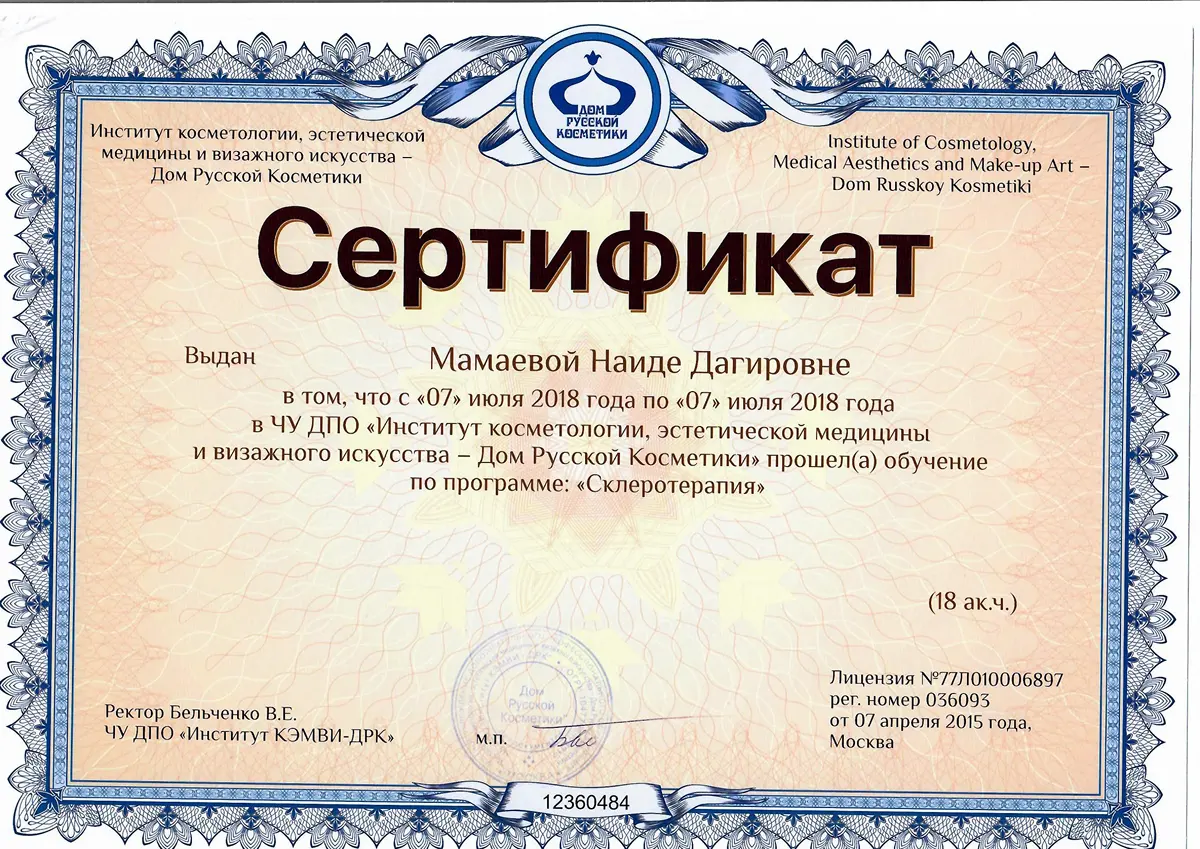 ДОМ
РУССКОЙ
КОСМЕТИКИ
Институт косметологии, эстетической
медицины и визажного искусства –
Дом Русской Косметики
Institute of Cosmetology,
Medical Aesthetics and Make-up Art –
Dom Russkoy Kosmetiki
Сертификат
Выдан Мамаевой Наиде Дагировне
в том, что с «07» июля 2018 года по «07» июля 2018 года
в ЧУ ДПО «Институт косметологии, эстетической медицины
и визажного искусства – Дом Русской Косметики» прошел(а) обучение
по программе: «Склеротерапия»
(18 ак.ч.)
Лицензия №77Л010006897
рег. номер 036093
от 07 апреля 2015 года,
Москва
Ректор Бельченко В.Е.
ЧУ ДПО «Институт КЭМВИ-ДРК»
м.п.
Дом
Русской
Косметики
12360484